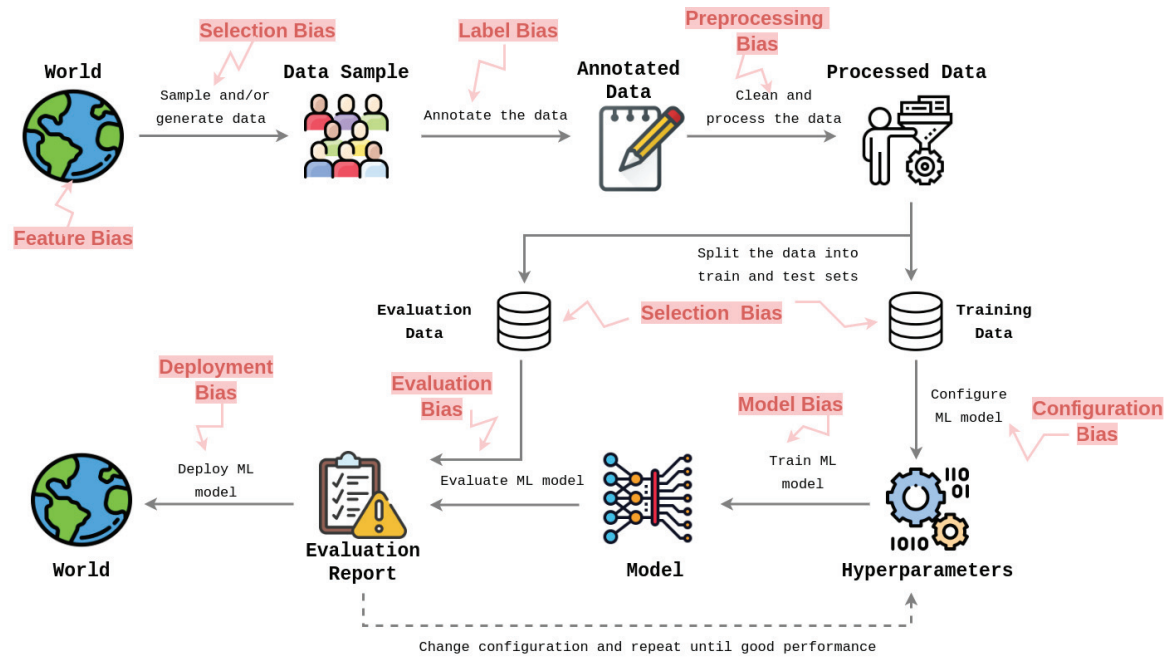 Selection Bias
Label Bias
Preprocessing
Bias
World
Data Sample
Annotated
Data
Processed Data
Sample and/or
generate data
Annotate the data
Clean and
process the data
Feature Bias
Split the data into
train and test sets
Evaluation
Data
Selection Bias
Training
Data
Deployment
Bias
Evaluation
Bias
Model Bias
Configure
ML model
Configuration
Bias
Deploy ML
model
Evaluate ML model
Train ML
model
110
01
1010
World
Evaluation
Report
Model
Hyperparameters
Change configuration and repeat until good performance